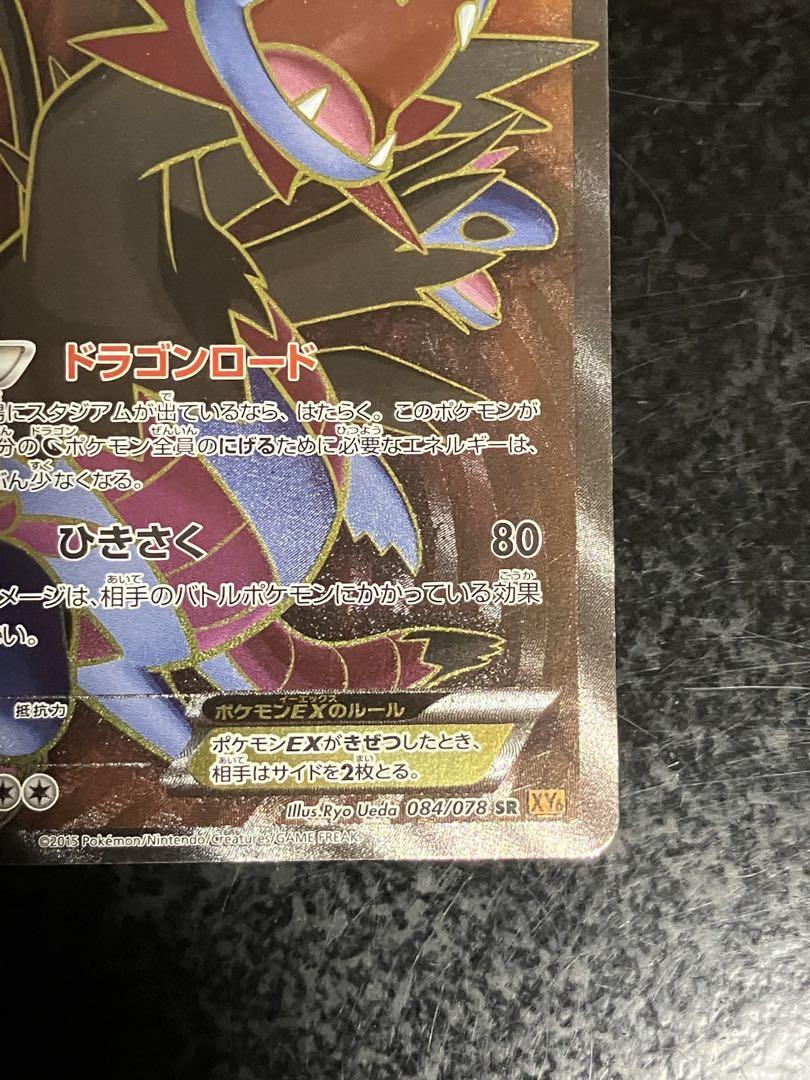 ドラゴンロード
にスタジアムが出ているなら、はたらく。このポケモンが
分のポケモン全員のにげるために必要なエネルギーは、
ぶん少なくなる。
ひきさく 80
メージは、相手のバトルポケモンにかかっている効果
い。
抵抗力
ポケモンEXのルール
ポケモンEXがきぜつしたとき、
相手はサイドを2枚とる。
Illus.Ryo Ueda 084/078 SR XY6
©2015 Pokémon/Nintendo/Creatures/GAME FREAK